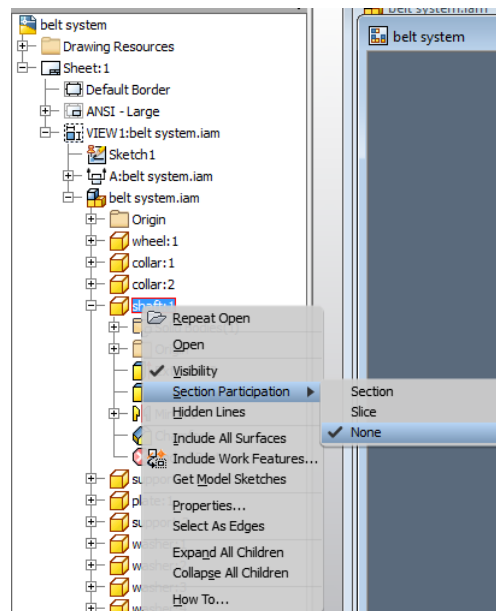 belt system
Drawing Resources
Sheet:1
Default Border
ANSI - Large
VIEW1:belt system.iam
Sketch1
A:belt system.iam
belt system.iam
Origin
wheel:1
collar:1
collar:2
shaft:1
Repeat Open
Open
Visibility
Section Participation
Hidden Lines
Include All Surfaces
Include Work Features...
Get Model Sketches
Properties...
Select As Edges
Expand All Children
Collapse All Children
How To...
Section
Slice
None
belt system.iam
belt system